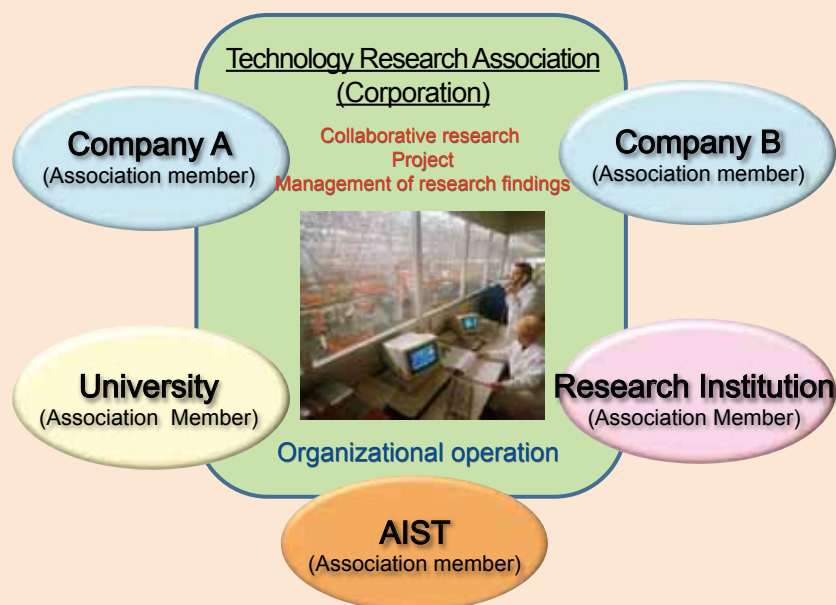 Technology Research Association
(Corporation)
Company A
(Association member)
Collaborative research
Project
Management of research findings
Company B
(Association member)
University
(Association Member)
Research Institution
(Association Member)
Organizational operation
AIST
(Association member)